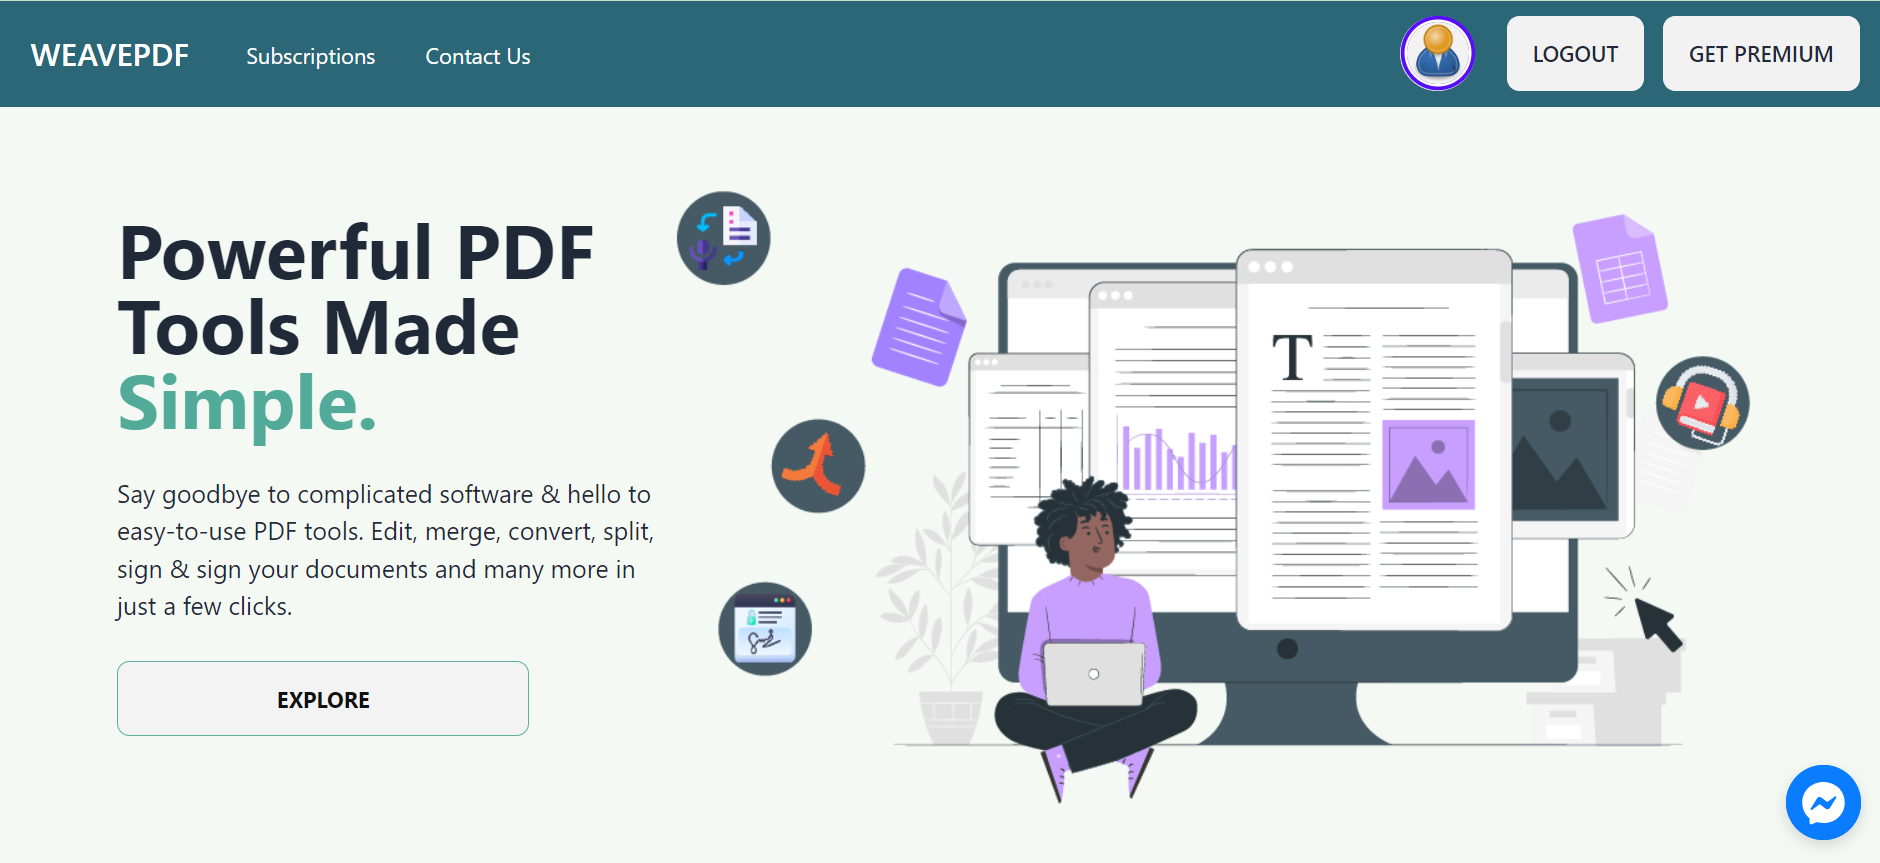 WEAVEPDF
Subscriptions
Contact Us
LOGOUT
GET PREMIUM
Powerful PDF
Tools Made
Simple.
Say goodbye to complicated software & hello to
easy-to-use PDF tools. Edit, merge, convert, split,
sign & sign your documents and many more in
just a few clicks.
EXPLORE
T